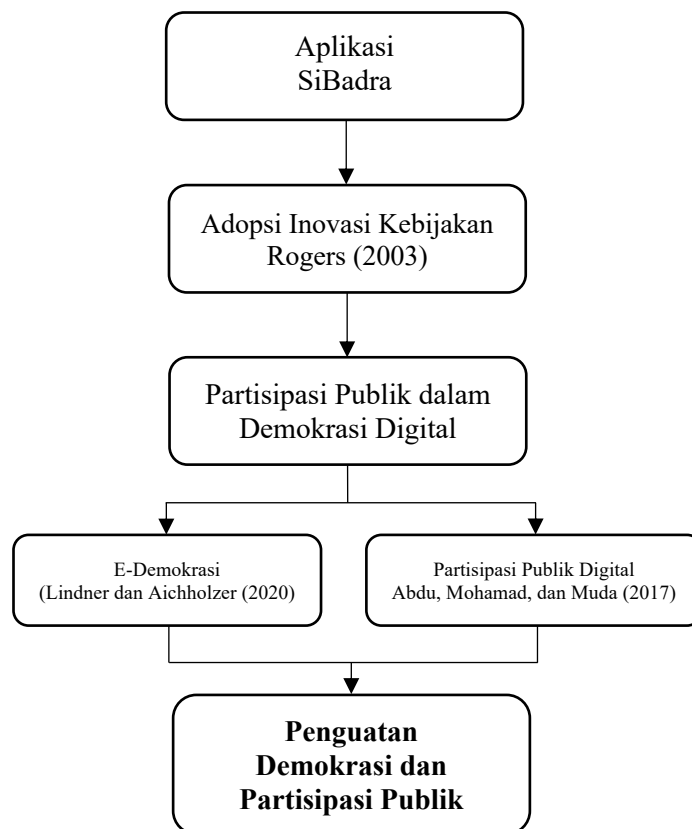 Aplikasi
SiBadra
Adopsi Inovasi Kebijakan
Rogers (2003)
Partisipasi Publik dalam
Demokrasi Digital
E-Demokrasi
(Lindner dan Aichholzer (2020)
Partisipasi Publik Digital
Abdu, Mohamad, dan Muda (2017)
Penguatan
Demokrasi dan
Partisipasi Publik